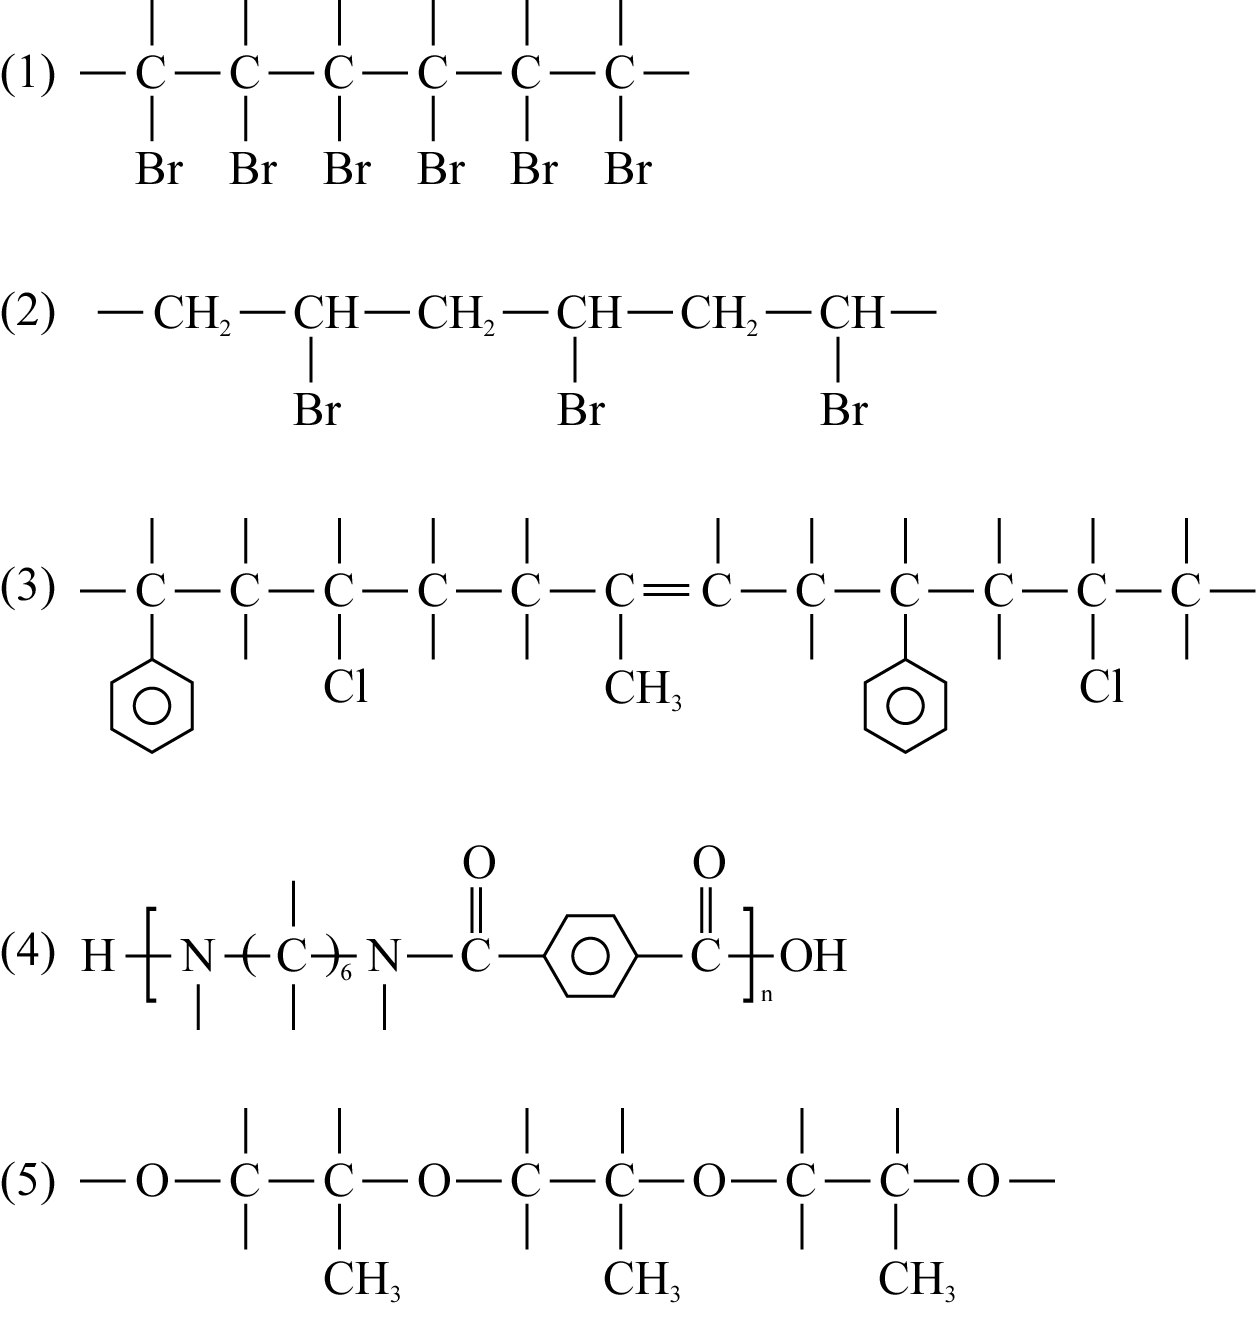 (1) C C C C C C
Br Br Br Br Br Br
(2) CH2 CH CH2 CH CH2 CH
Br Br Br
(3) C C C C C C C C C C C C
Cl CH3 Cl
O O
(4) H [ N ( C )6 N C C ]n OH
(5) O C C O C C O C C O
CH3 CH3 CH3